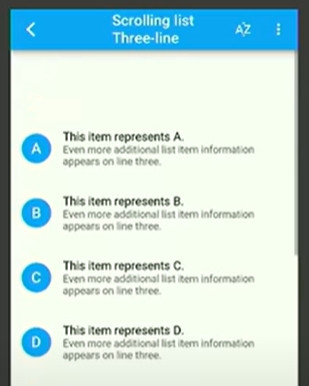 Scrolling list
Three-line
AZ
A
This item represents A.
Even more additional list item information
appears on line three.
B
This item represents B.
Even more additional list item information
appears on line three.
C
This item represents C.
Even more additional list item information
appears on line three.
D
This item represents D.
Even more additional list item information
appears on line three.